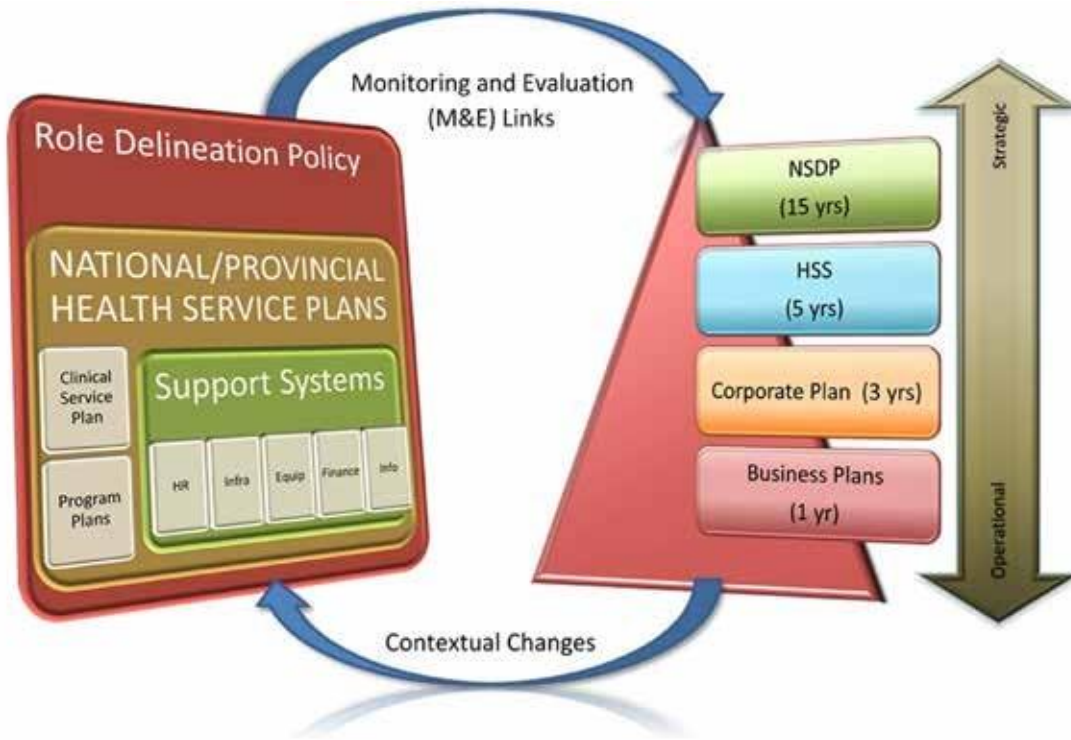 Monitoring and Evaluation
(M&E) Links
Role Delineation Policy
NATIONAL/PROVINCIAL
HEALTH SERVICE PLANS
Clinical
Service
Plan
Program
Plans
Support Systems
HR
Infra
Equip
Finance
Info
NSDP
(15 yrs)
HSS
(5 yrs)
Corporate Plan (3 yrs)
Business Plans
(1 yr)
Strategic
Operational
Contextual Changes